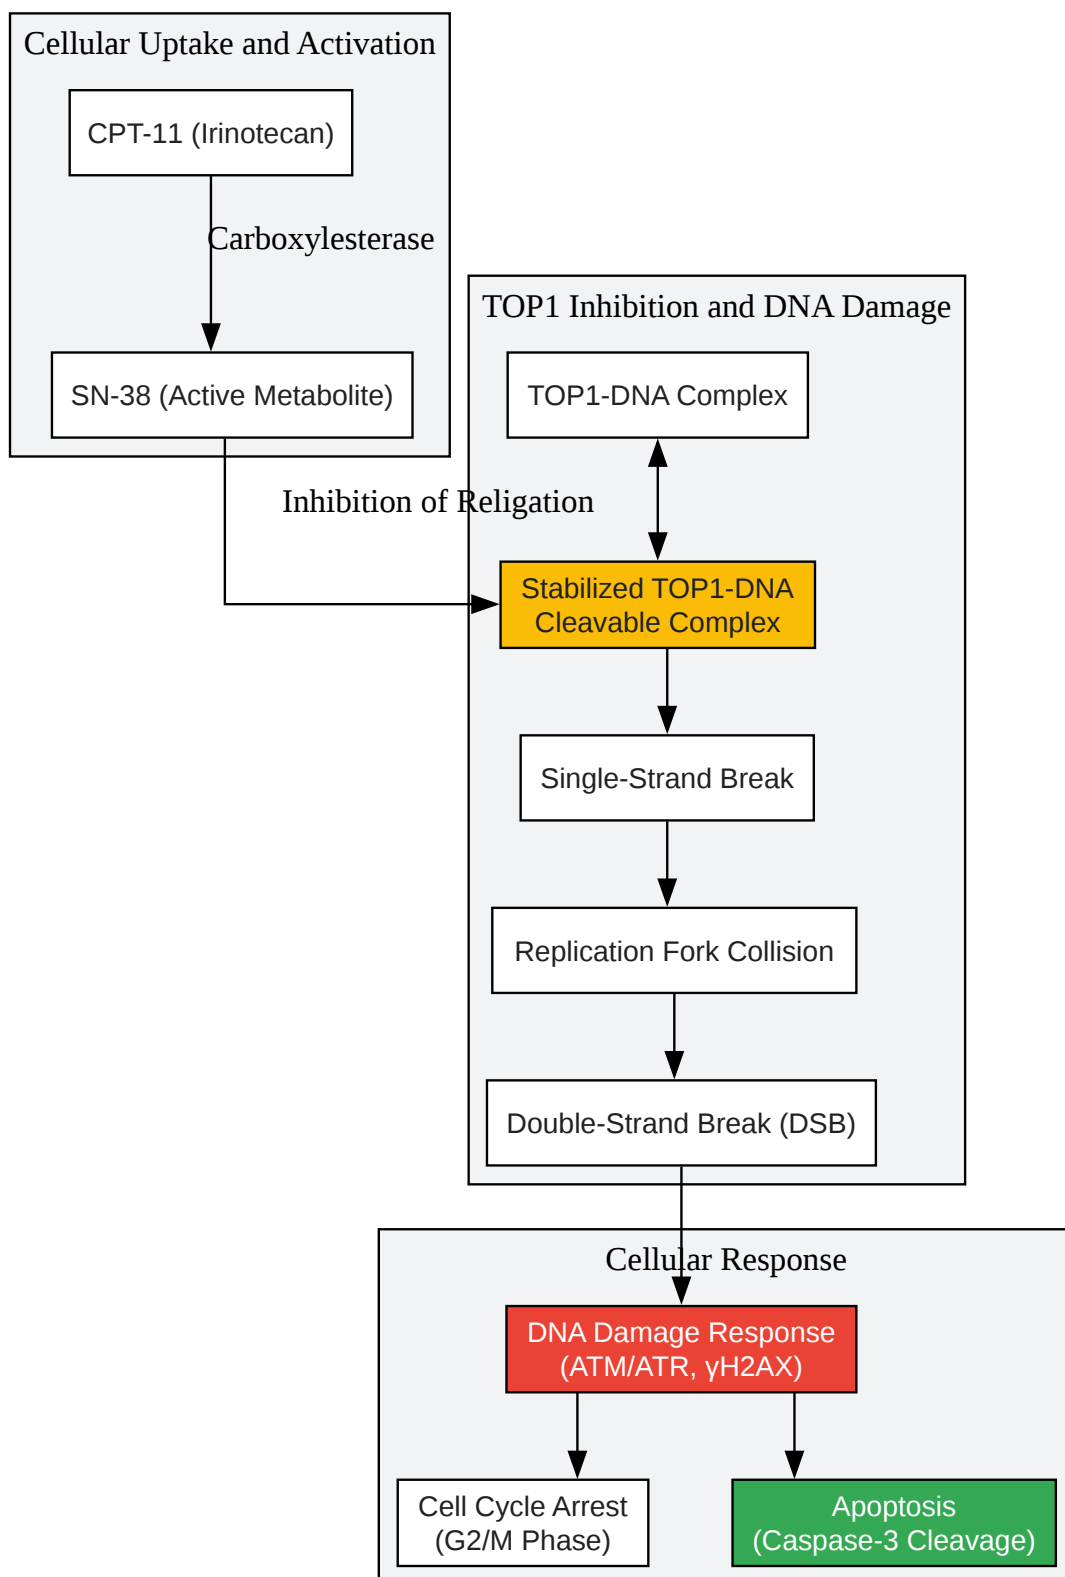 Cellular Uptake and Activation
CPT-11 (Irinotecan)
Carboxylesterase
SN-38 (Active Metabolite)
TOP1 Inhibition and DNA Damage
TOP1-DNA Complex
Inhibition of Religation
Stabilized TOP1-DNA
Cleavable Complex
Single-Strand Break
Replication Fork Collision
Double-Strand Break (DSB)
Cellular Response
DNA Damage Response
(ATM/ATR, γH2AX)
Cell Cycle Arrest
(G2/M Phase)
Apoptosis
(Caspase-3 Cleavage)